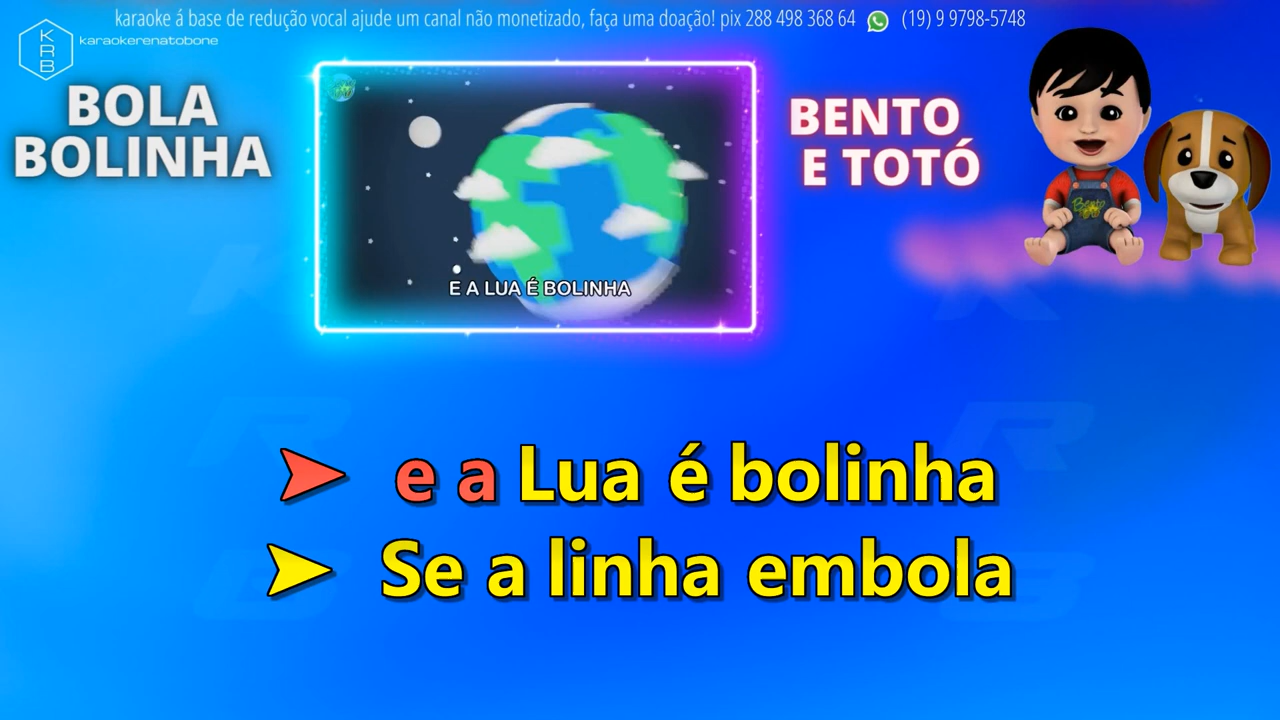 karaoke á base de redução vocal ajude um canal não monetizado, faça uma doação! pix 288 498 368 64 (19) 9 9798-5748
K
R
B
karaokerenatobone
BOLA
BOLINHA
BENTO
E TOTÓ
Bento
E A LUA É BOLINHA
e a Lua é bolinha
Se a linha embola